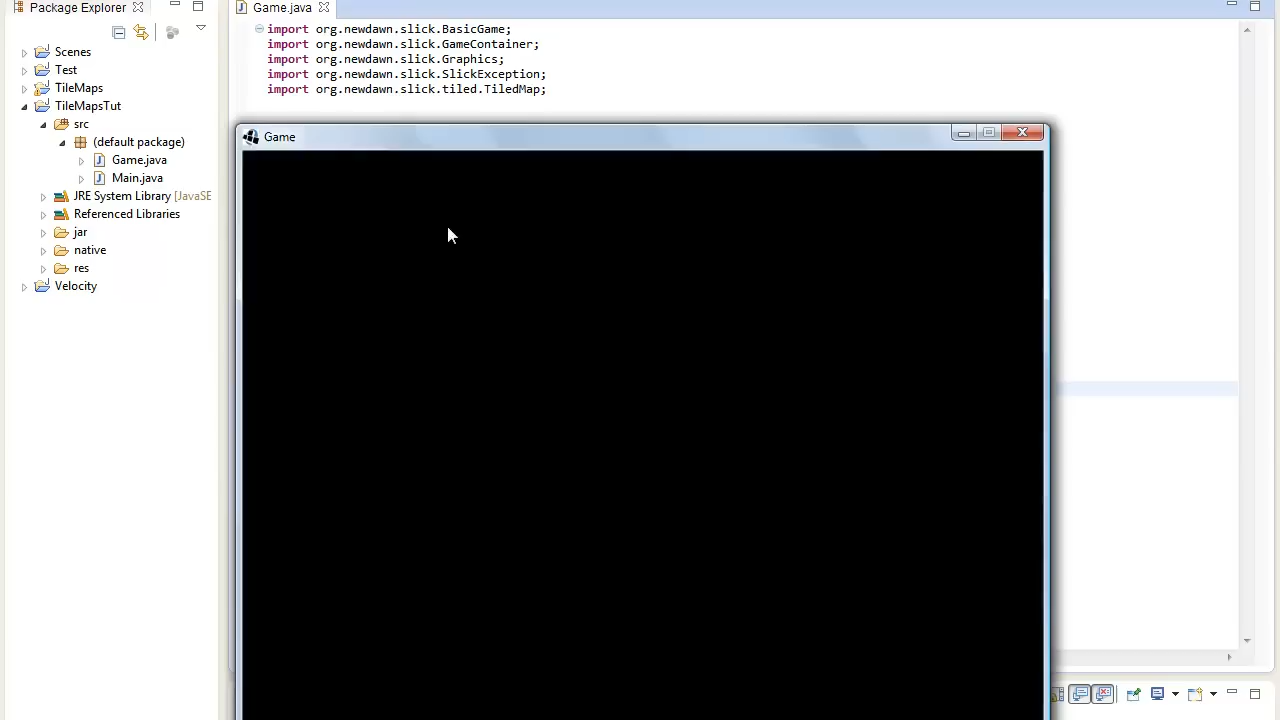 Package Explorer
Game.java
Scenes
Test
TileMaps
TileMapsTut
src
(default package)
Game.java
Main.java
JRE System Library [JavaSE
Referenced Libraries
jar
native
res
Velocity
import org.newdawn.slick.BasicGame;
import org.newdawn.slick.GameContainer;
import org.newdawn.slick.Graphics;
import org.newdawn.slick.SlickException;
import org.newdawn.slick.tiled.TiledMap;
Game